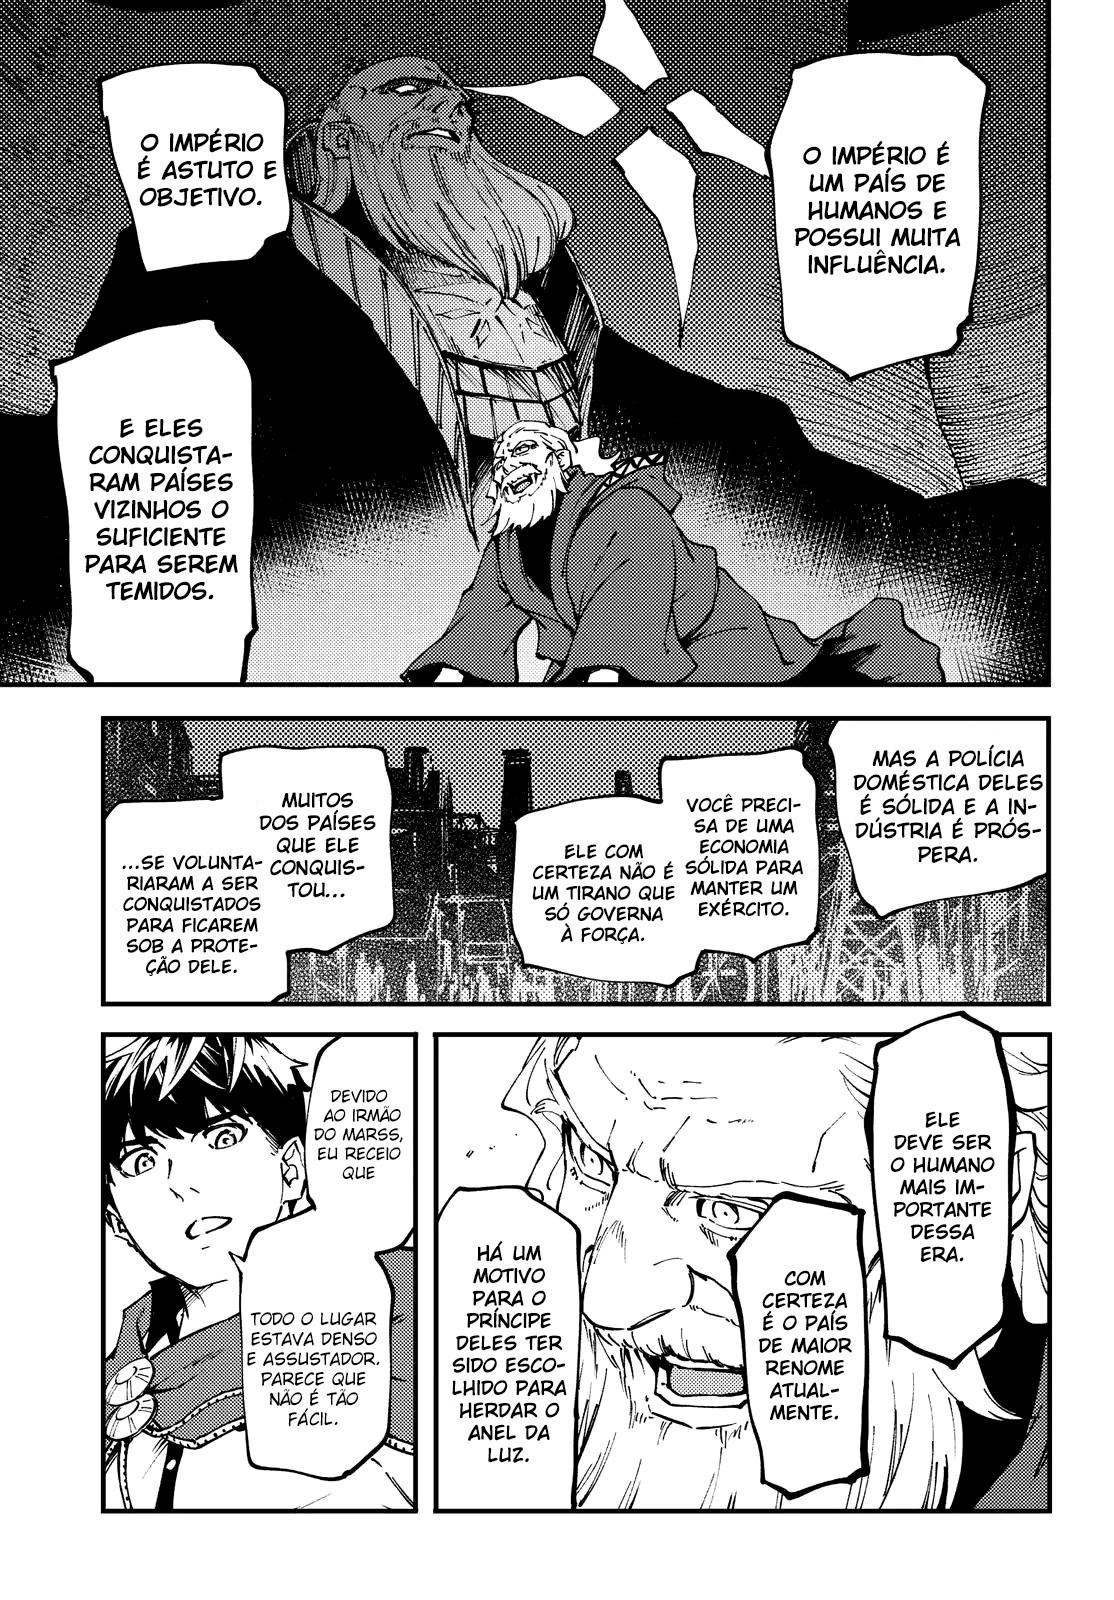 O IMPÉRIO É
UM PAÍS DE
HUMANOS E
POSSUI MUITA
INFLUÊNCIA.
O IMPÉRIO
É ASTUTO E
OBJETIVO.
E ELES
CONQUISTA-
RAM PAÍSES
VIZINHOS O
SUFICIENTE
PARA SEREM
TEMIDOS.
MAS A POLÍCIA
DOMÉSTICA DELES
É SÓLIDA E A IN-
DÚSTRIA É PRÓS-
PERA.
VOCÊ PRECI-
SA DE UMA
ECONOMIA
SÓLIDA PARA
MANTER UM
EXÉRCITO.
ELE COM
CERTEZA NÃO É
UM TIRANO QUE
SÓ GOVERNA
À FORÇA.
MUITOS
DOS PAÍSES
QUE ELE
CONQUIS-
TOU...
...SE VOLUNTA-
RIARAM A SER
CONQUISTADOS
PARA FICAREM
SOB A PROTE-
ÇÃO DELE.
ELE
DEVE SER
O HUMANO
MAIS IM-
PORTANTE
DESSA
ERA.
COM
CERTEZA
É O PAÍS
DE MAIOR
RENOME
ATUAL-
MENTE.
HÁ UM
MOTIVO
PARA O
PRÍNCIPE
DELES TER
SIDO ESCO-
LHIDO PARA
HERDAR O
ANEL DA
LUZ.
DEVIDO
AO IRMÃO
DO MARSS,
EU RECEIO
QUE
TODO O LUGAR
ESTAVA DENSO
E ASSUSTADOR.
PARECE QUE
NÃO É TÃO
FÁCIL.